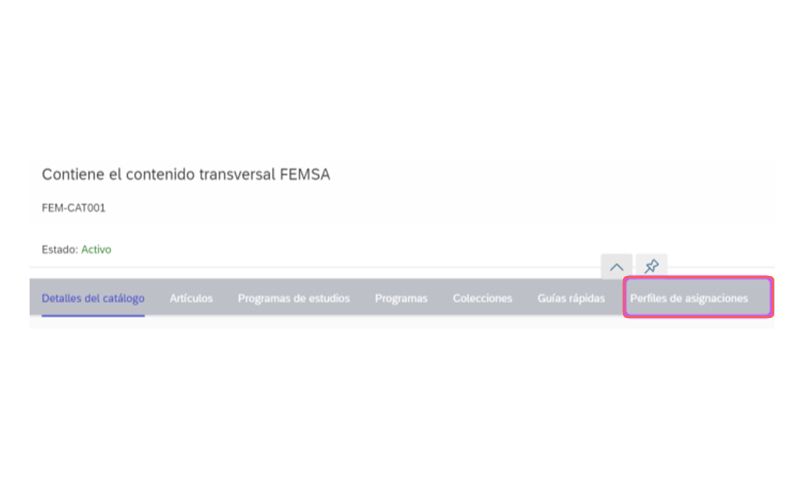 Contiene el contenido transversal FEMSA
FEM-CAT001
Estado: Activo
Detalles del catálogo Artículos Programas de estudios Programas Colecciones Guías rápidas Perfiles de asignaciones